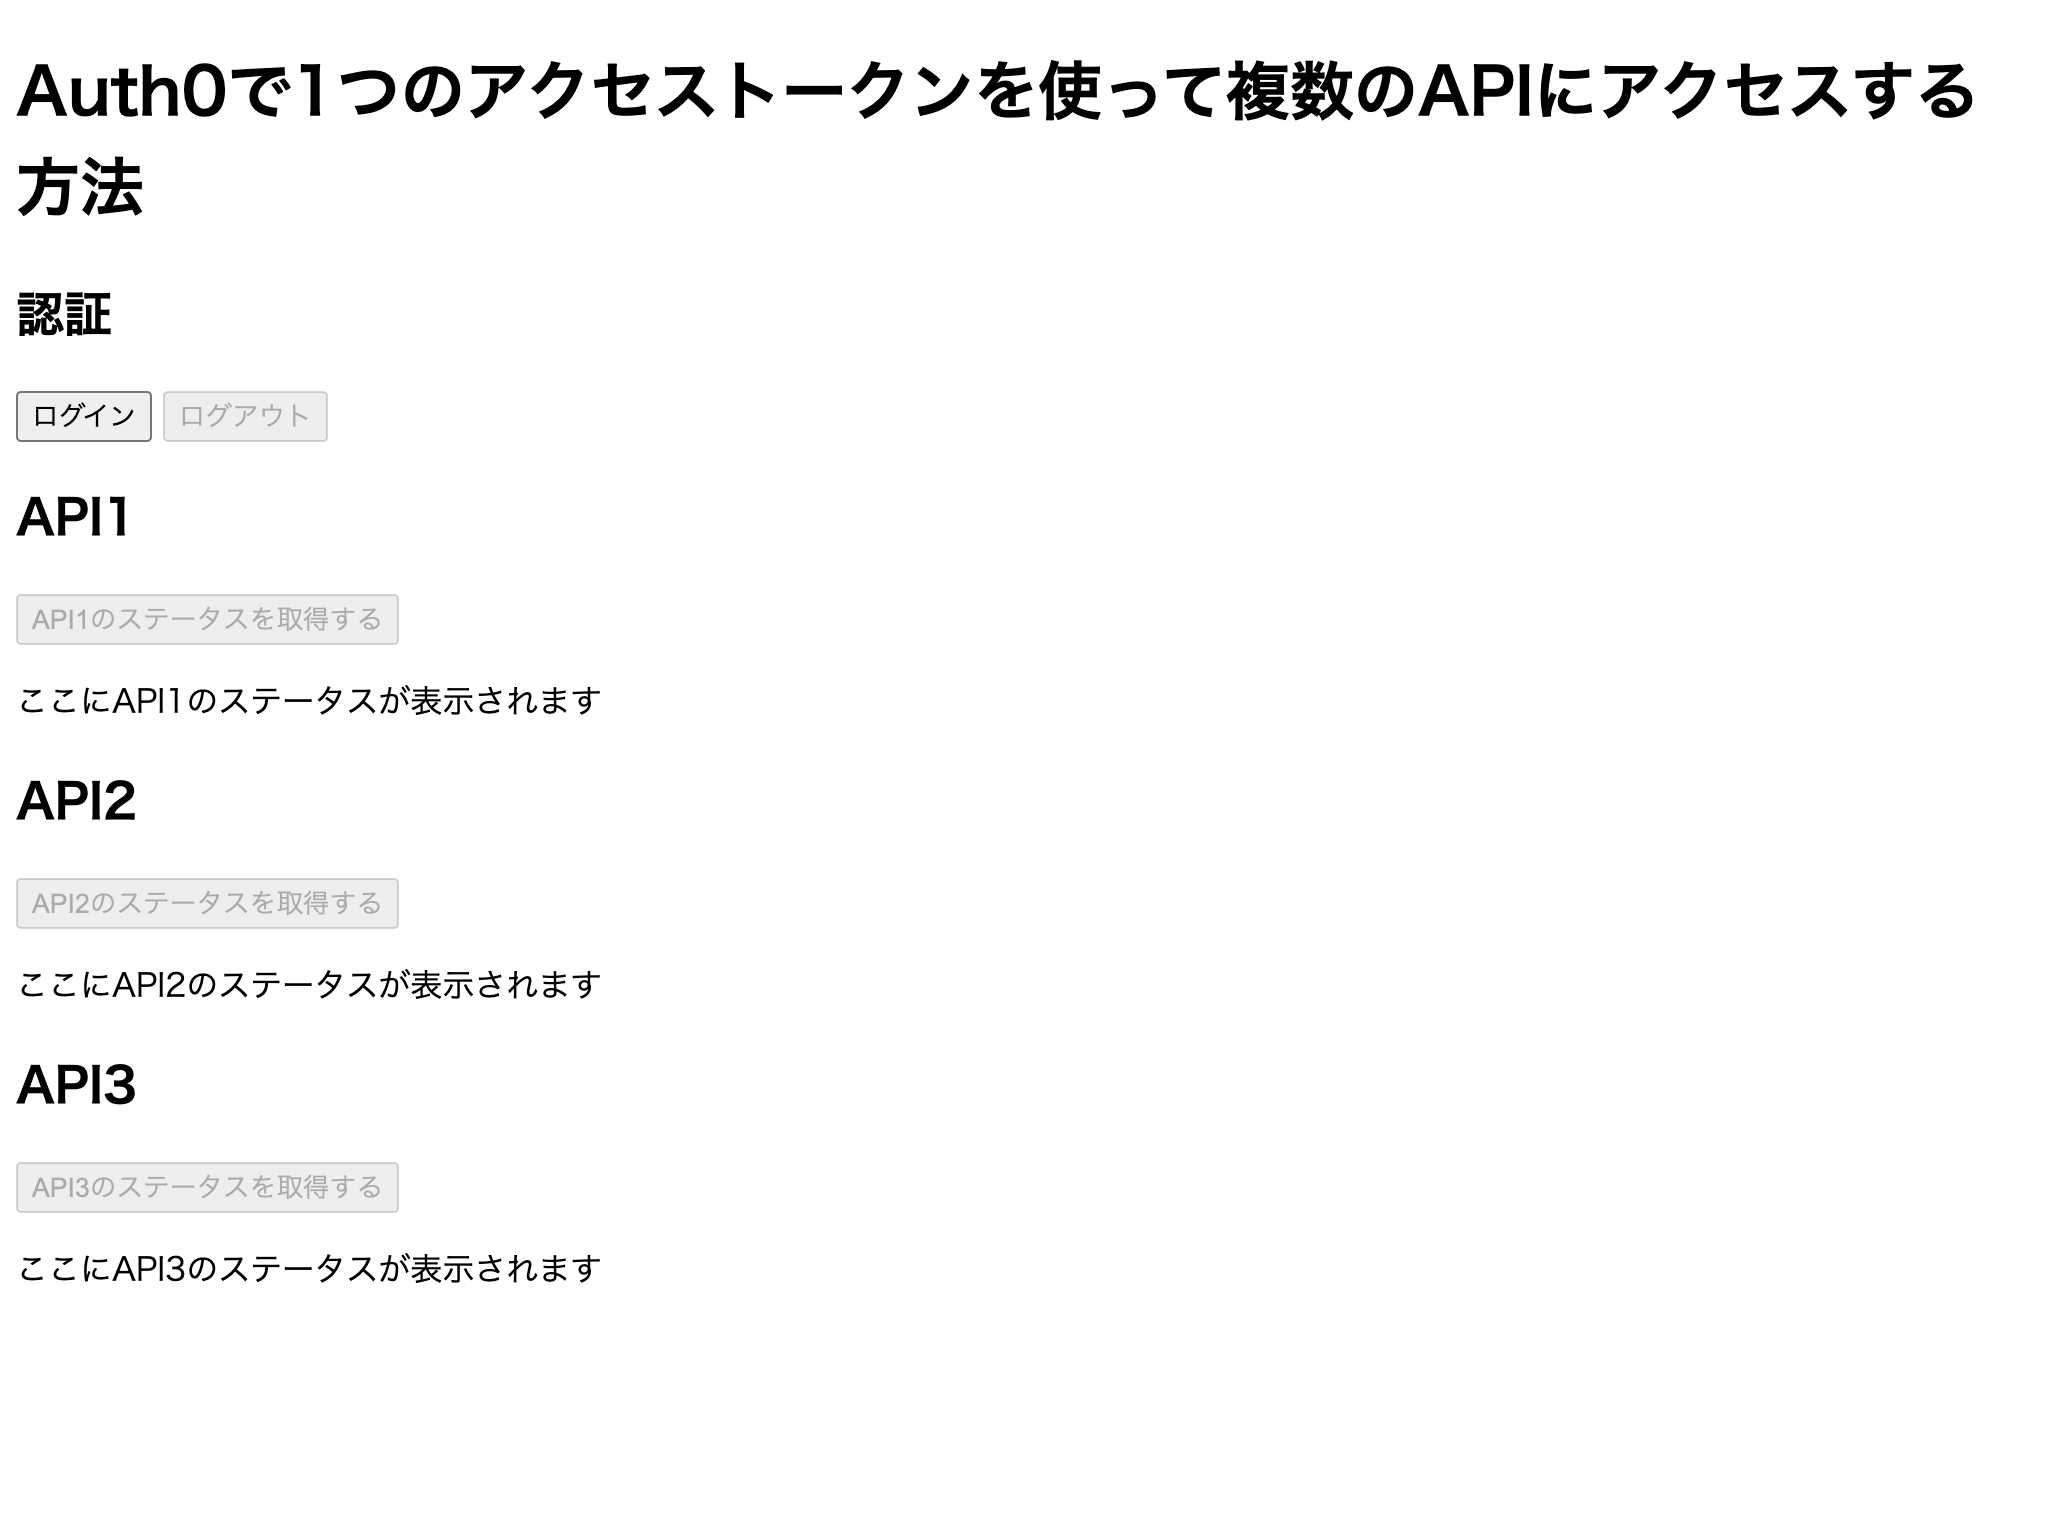 Auth0で1つのアクセストークンを使って複数のAPIにアクセスする
方法
認証
ログイン ログアウト
API1
API1のステータスを取得する
ここにAPI1のステータスが表示されます
API2
API2のステータスを取得する
ここにAPI2のステータスが表示されます
API3
API3のステータスを取得する
ここにAPI3のステータスが表示されます